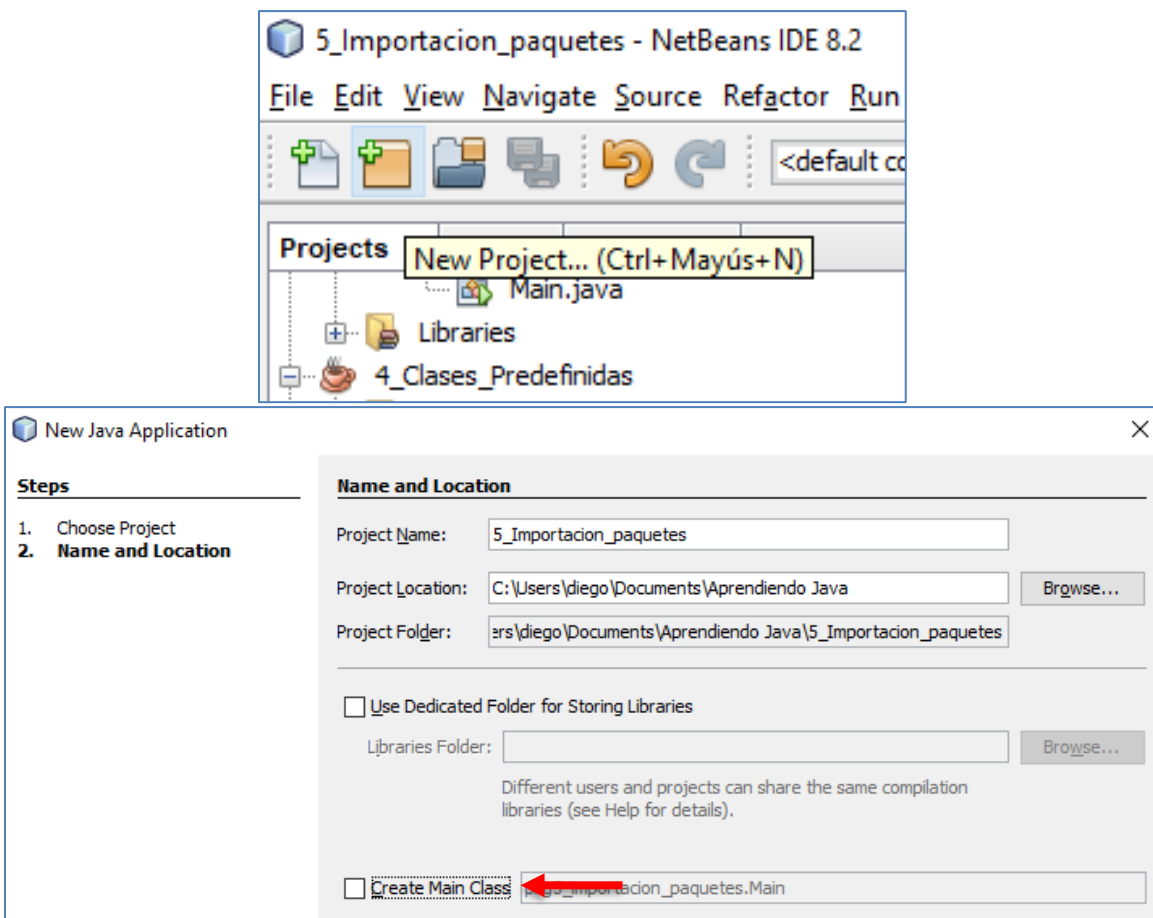 5_Importacion_paquetes - NetBeans IDE 8.2
File Edit View Navigate Source Refactor Run
<default
Projects
New Project... (Ctrl+Mayús+N)
Main.java
Libraries
4_Clases_Predefinidas
New Java Application
Steps
Name and Location
1. Choose Project
2. Name and Location
Project Name: 5_Importacion_paquetes
Project Location: C:\Users\diego\Documents\Aprendiendo Java Browse...
Project Folder: ers\diego\Documents\Aprendiendo Java\5_Importacion_paquetes
Use Dedicated Folder for Storing Libraries
Libraries Folder: Browse...
Different users and projects can share the same compilation
libraries (see Help for details).
Create Main Class